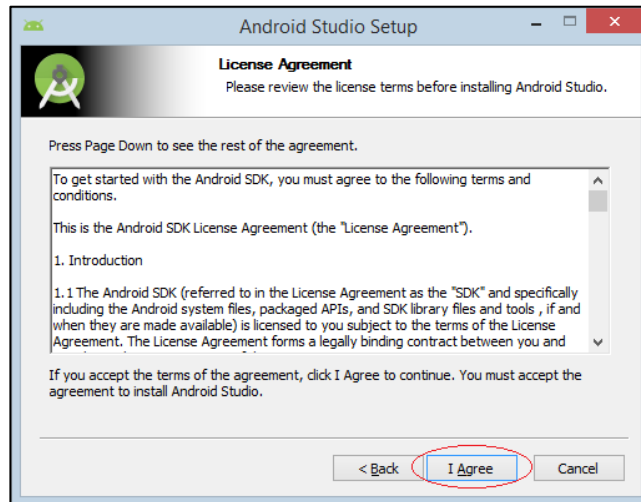 Android Studio Setup
License Agreement
Please review the license terms before installing Android Studio.
Press Page Down to see the rest of the agreement.
To get started with the Android SDK, you must agree to the following terms and
conditions.
This is the Android SDK License Agreement (the "License Agreement").
1. Introduction
1.1 The Android SDK (referred to in the License Agreement as the "SDK" and specifically
including the Android system files, packaged APIs, and SDK library files and tools , if and
when they are made available) is licensed to you subject to the terms of the License
Agreement. The License Agreement forms a legally binding contract between you and
If you accept the terms of the agreement, click I Agree to continue. You must accept the
agreement to install Android Studio.
< Back
I Agree
Cancel